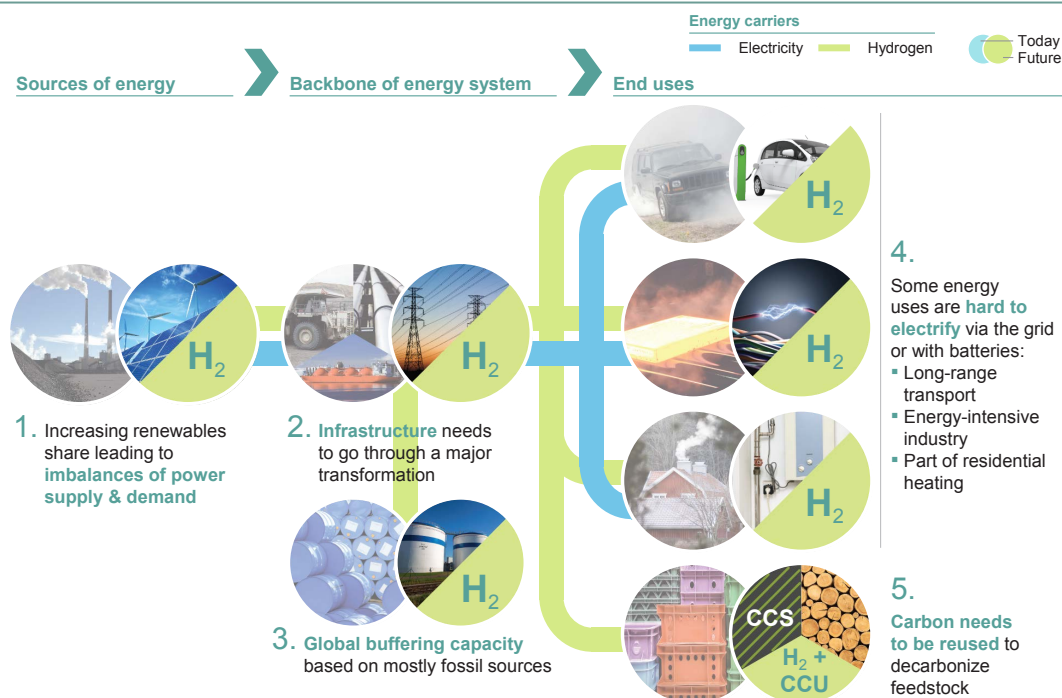 Energy carriers
Electricity
Hydrogen
Today
Future
Sources of energy
Backbone of energy system
End uses
H2
H2
H2
H2
H2
1. Increasing renewables
share leading to
imbalances of power
supply & demand
2. Infrastructure needs
to go through a major
transformation
H2
3. Global buffering capacity
based on mostly fossil sources
4.
Some energy
uses are hard to
electrify via the grid
or with batteries:
▪ Long-range
transport
▪ Energy-intensive
industry
▪ Part of residential
heating
CCS
H2 +
CCU
5.
Carbon needs
to be reused to
decarbonize
feedstock